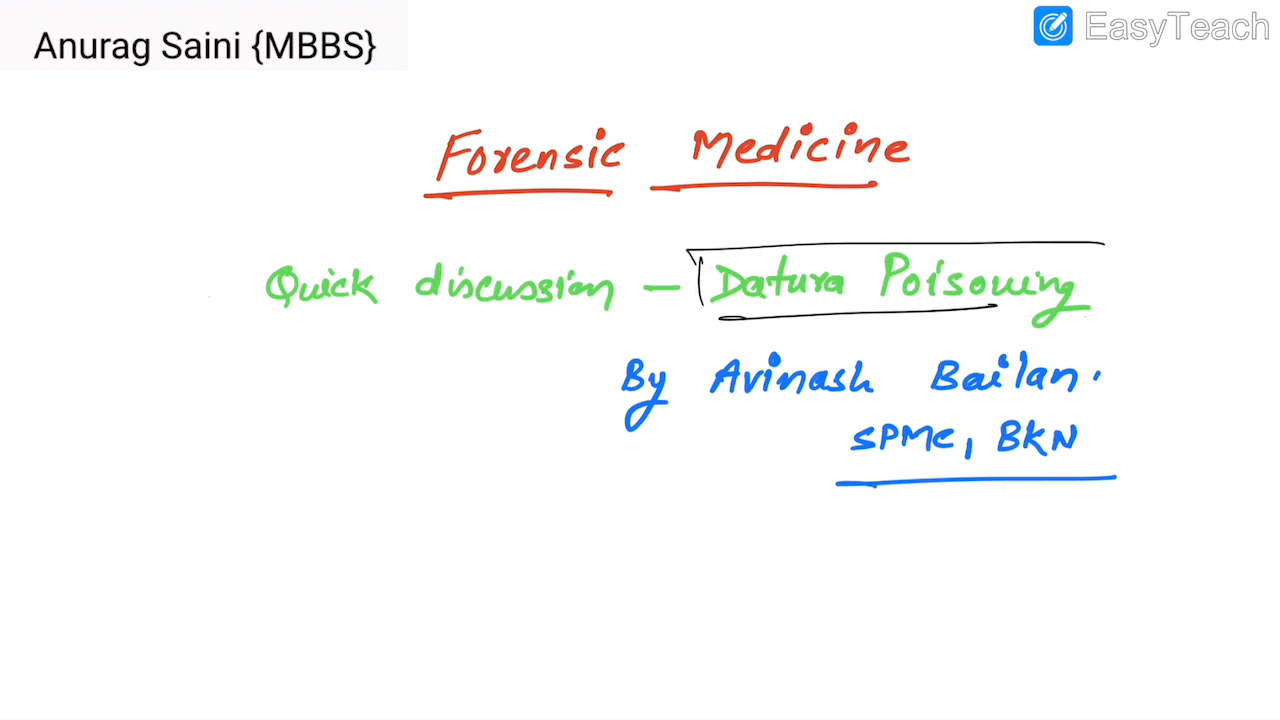 Anurag Saini {MBBS}
EasyTeach
Forensic Medicine
Quick discussion - Datura Poisoning
By Avinash Bailan.
SPMC, BKN